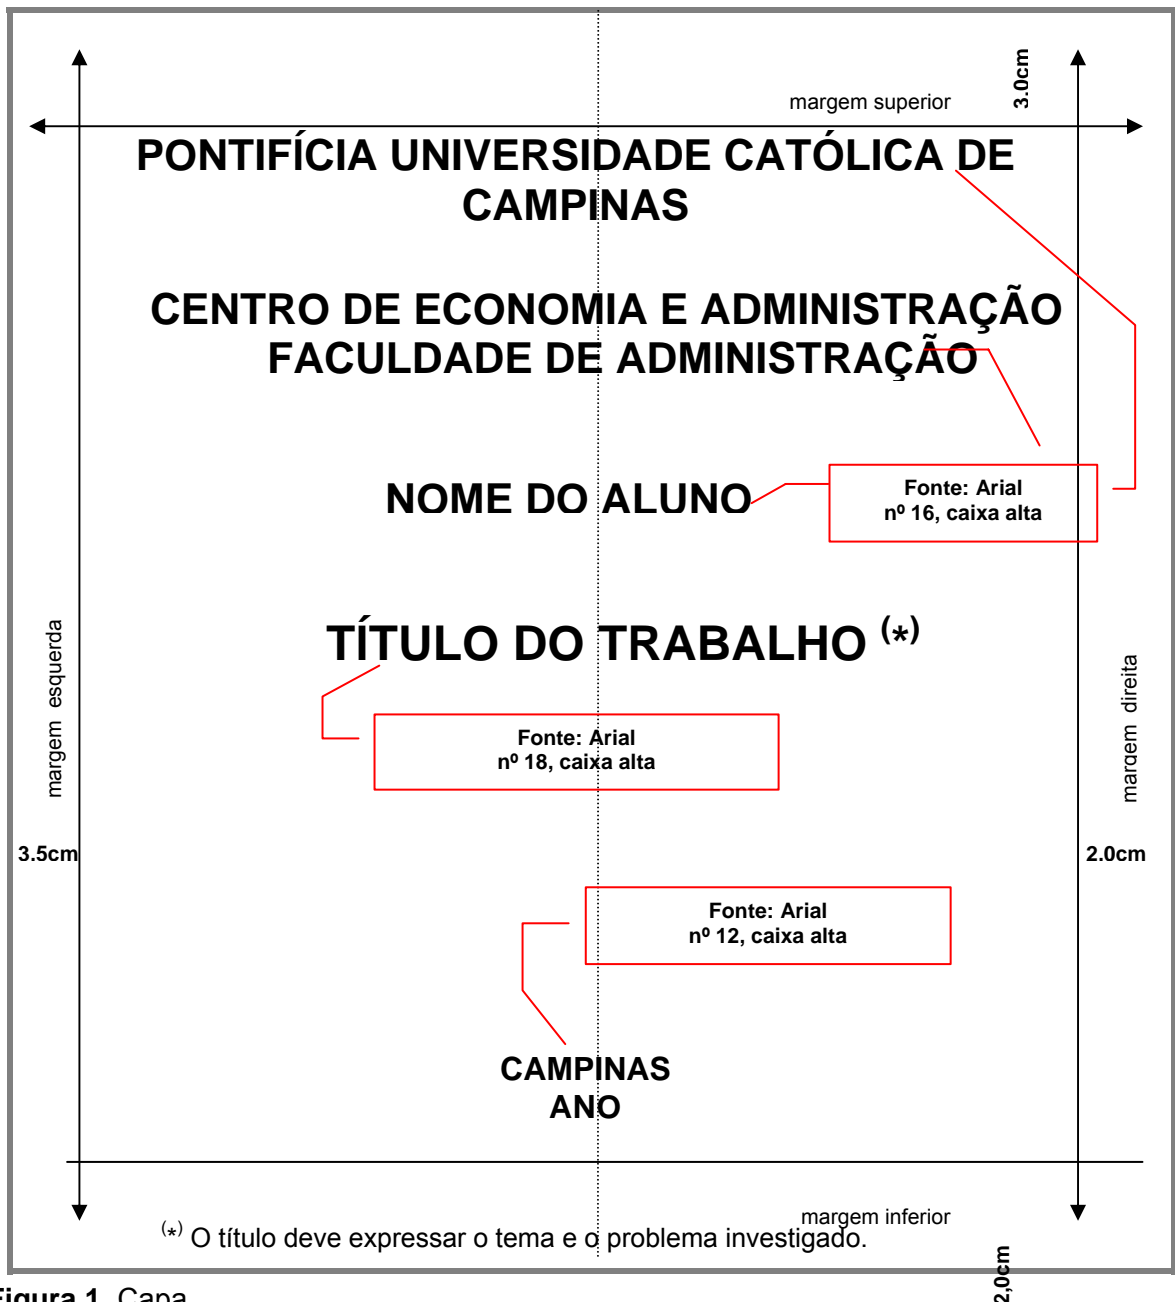 3.0cm
margem superior
PONTIFÍCIA UNIVERSIDADE CATÓLICA DE
CAMPINAS
CENTRO DE ECONOMIA E ADMINISTRAÇÃO
FACULDADE DE ADMINISTRAÇÃO
NOME DO ALUNO
Fonte: Arial
nº 16, caixa alta
TÍTULO DO TRABALHO (*)
margem esquerda
margem direita
Fonte: Arial
nº 18, caixa alta
3.5cm
2.0cm
Fonte: Arial
nº 12, caixa alta
CAMPINAS
ANO
margem inferior
(*) O título deve expressar o tema e o problema investigado.
2,0cm
Figura 1. Capa